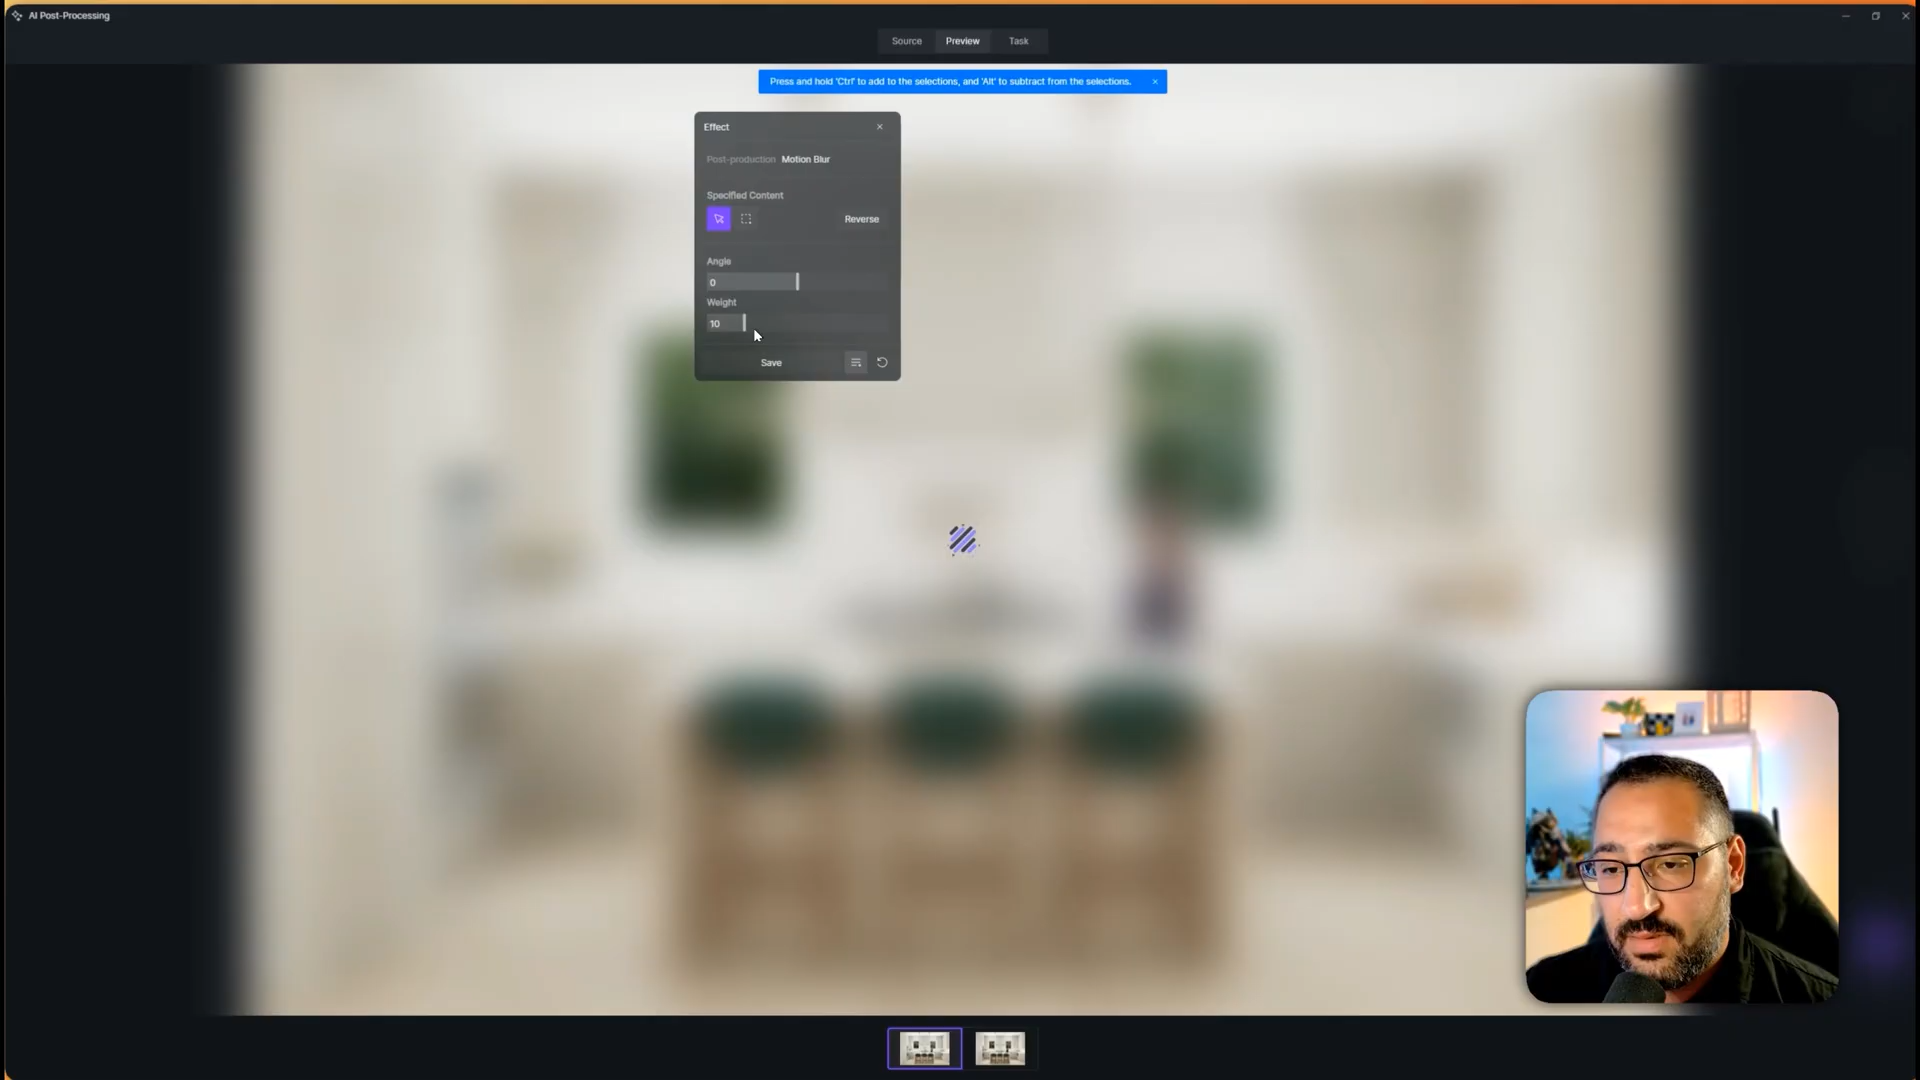 AI Post-Processing
Source Preview Task
Press and hold 'Ctrl' to add to the selections, and 'Alt' to subtract from the selections.
Effect
Post-production Motion Blur
Specified Content
Reverse
Angle
0
Weight
10
Save